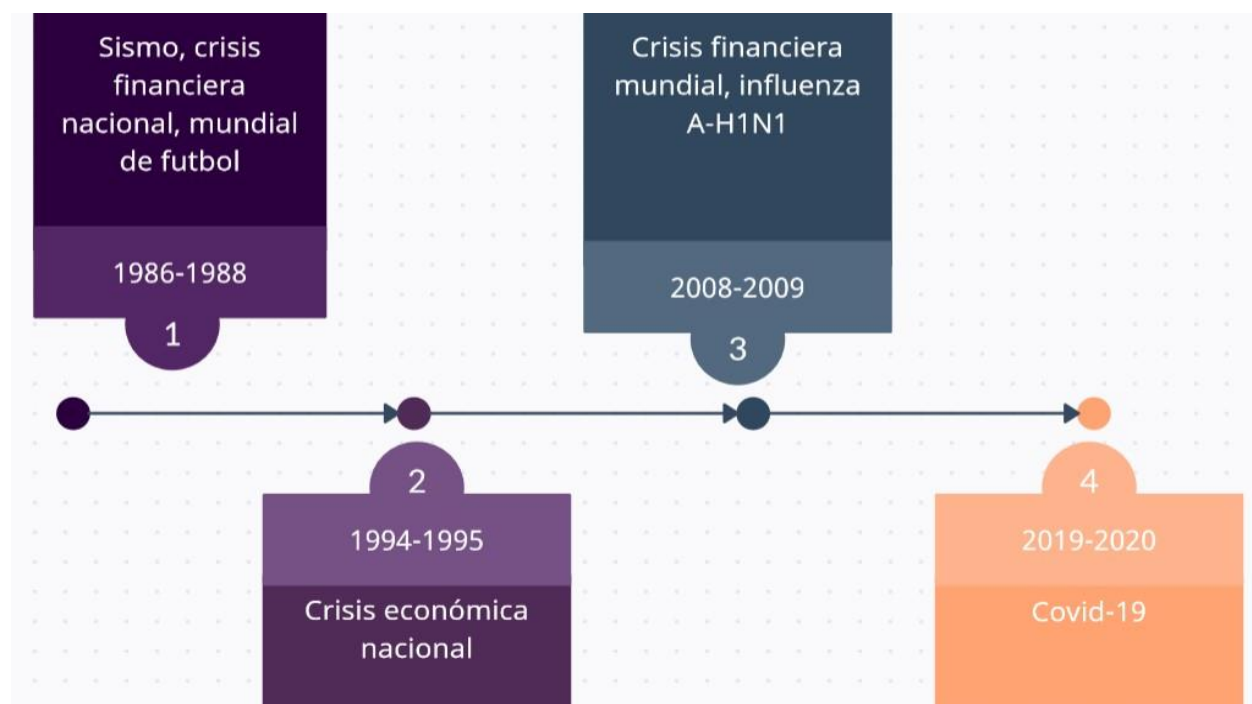 Sismo, crisis
financiera
nacional, mundial
de futbol
1986-1988
1
2
1994-1995
Crisis económica
nacional
Crisis financiera
mundial, influenza
A-H1N1
2008-2009
3
4
2019-2020
Covid-19